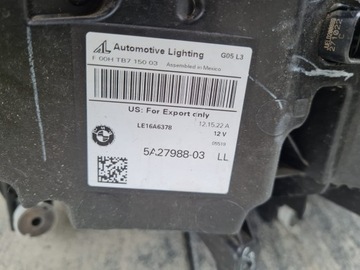 AL Automotive Lighting G05 L3
F 00H TB7 150 03 Assembled in Mexico
US: For Export only
LE16A6378 12.15.22 A
12 V
5A27988-03 LL